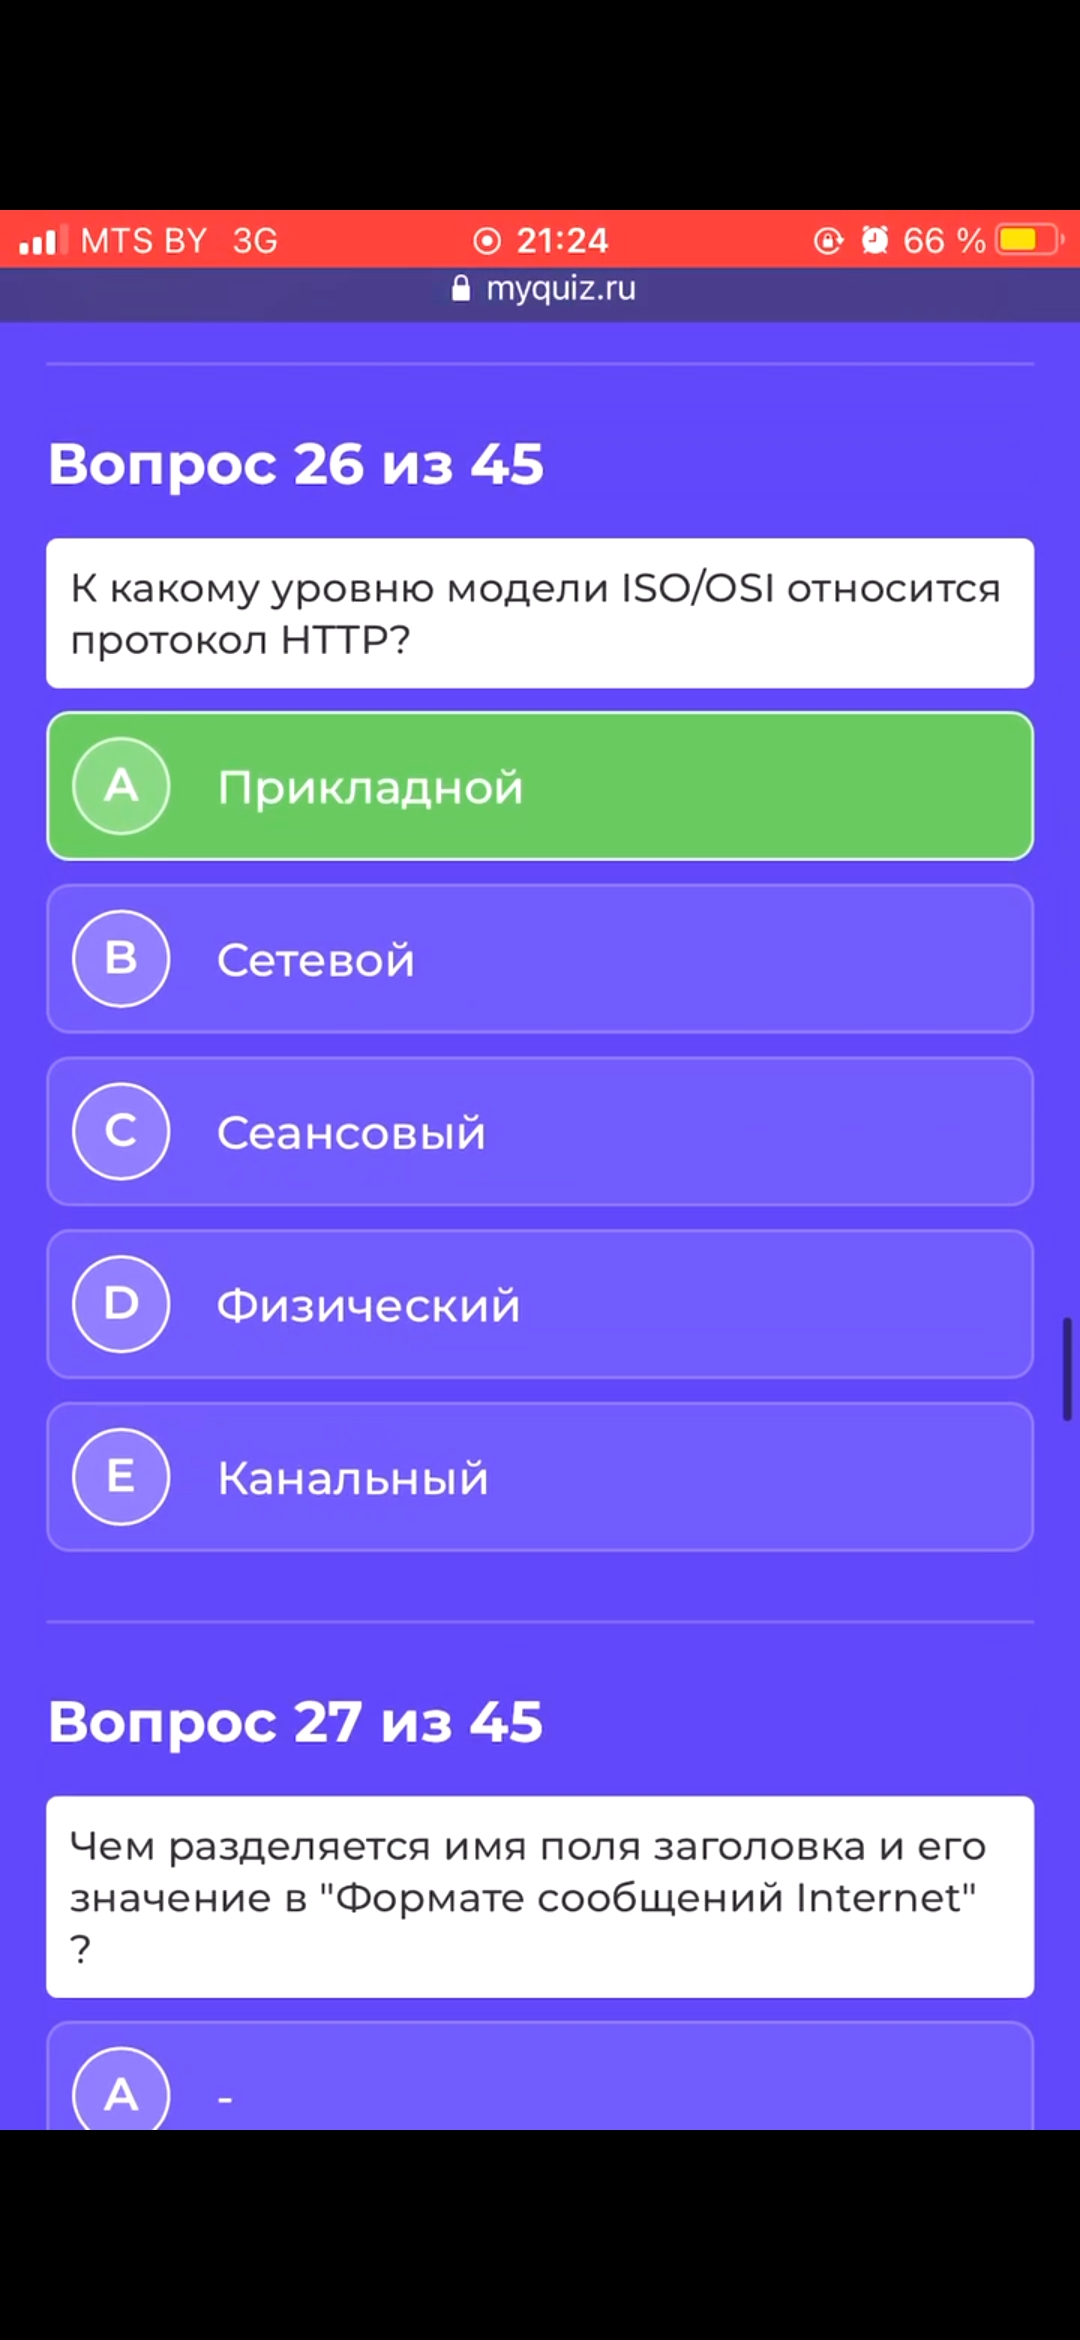 MTS BY 3G 21:24 66 %
myquiz.ru
Вопрос 26 из 45
К какому уровню модели ISO/OSI относится
протокол HTTP?
A Прикладной
B Сетевой
C Сеансовый
D Физический
E Канальный
Вопрос 27 из 45
Чем разделяется имя поля заголовка и его
значение в "Формате сообщений Internet"
?
A -